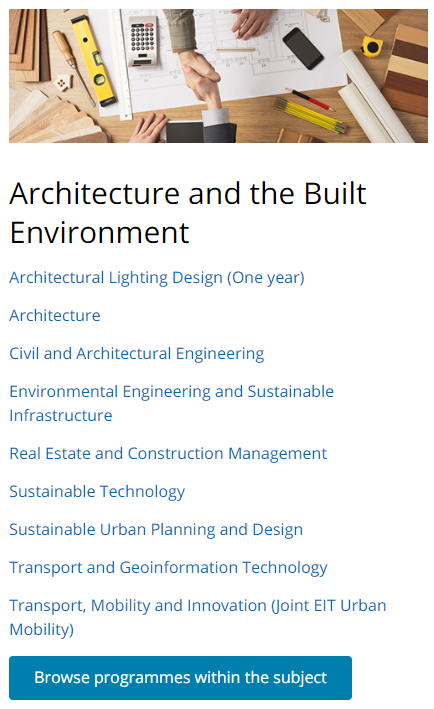 Architecture and the Built
Environment
Architectural Lighting Design (One year)
Architecture
Civil and Architectural Engineering
Environmental Engineering and Sustainable
Infrastructure
Real Estate and Construction Management
Sustainable Technology
Sustainable Urban Planning and Design
Transport and Geoinformation Technology
Transport, Mobility and Innovation (Joint EIT Urban
Mobility)
Browse programmes within the subject